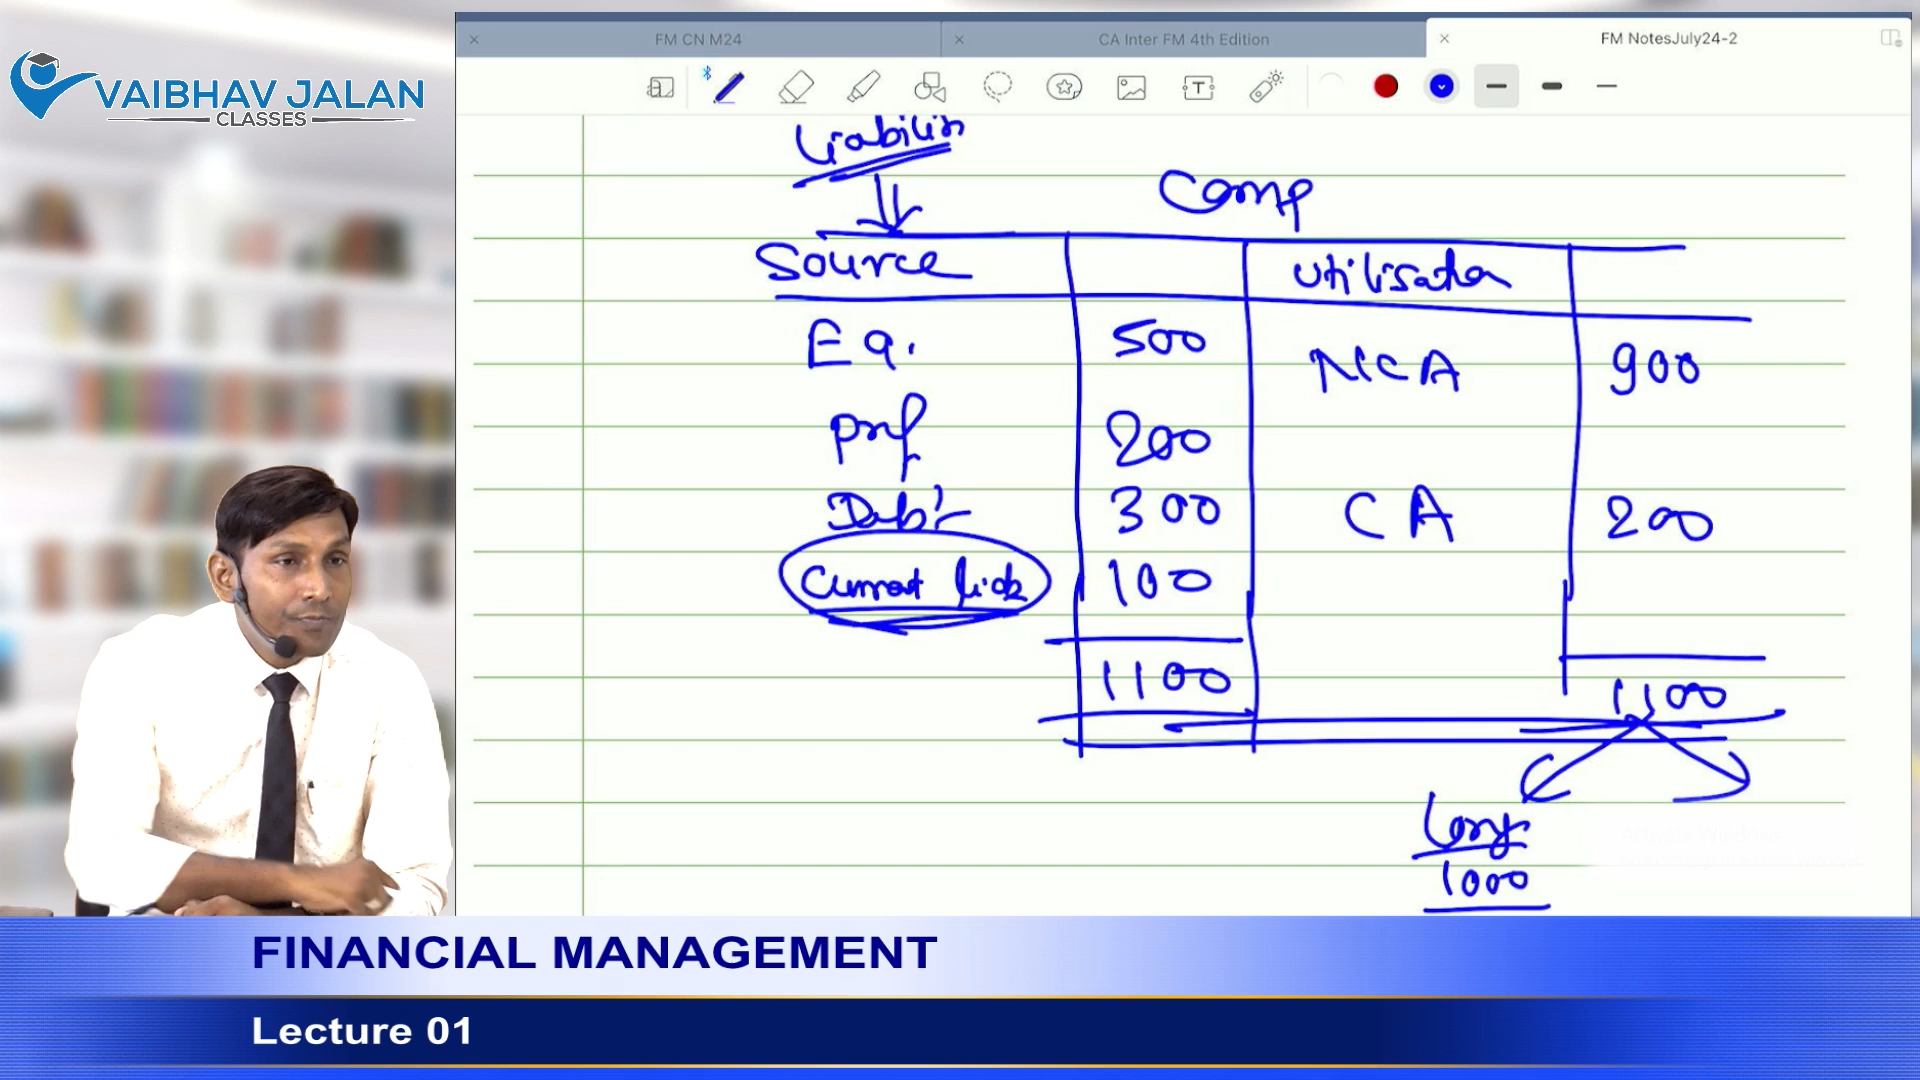 VAIBHAV JALAN
CLASSES
FM CN M24
CA Inter FM 4th Edition
FM NotesJuly24-2
T
Comp
Source
Utilisation
Eq. 500
NCA 900
Pref 200
Deb's 300
CA 200
Current liab 100
1100
1100
Long
1000
FINANCIAL MANAGEMENT
Lecture 01